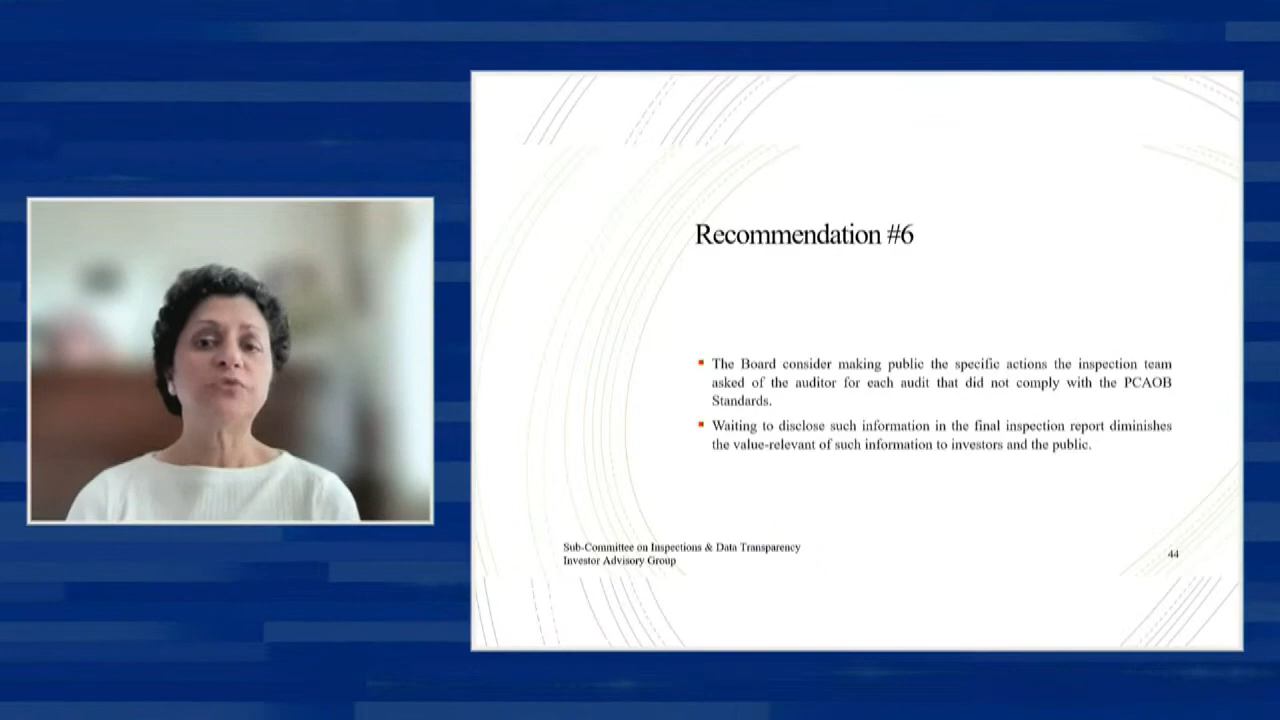 Recommendation #6
▪ The Board consider making public the specific actions the inspection team
asked of the auditor for each audit that did not comply with the PCAOB
Standards.
▪ Waiting to disclose such information in the final inspection report diminishes
the value-relevant of such information to investors and the public.
Sub-Committee on Inspections & Data Transparency
Investor Advisory Group
44